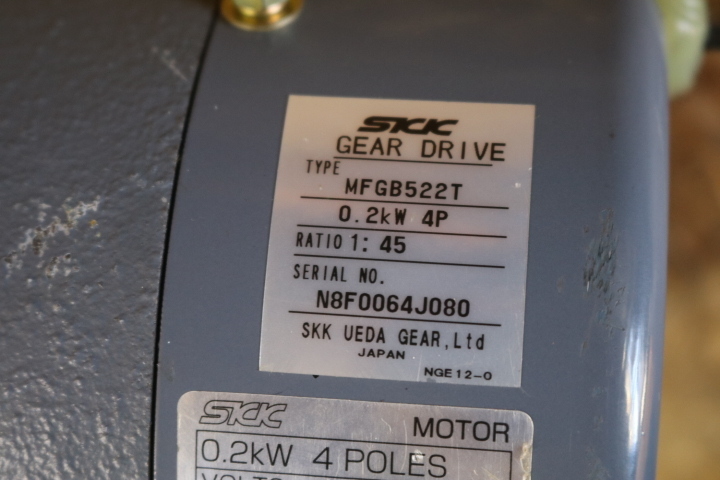 SKK
GEAR DRIVE
TYPE
MFGB522T
0.2kW 4P
RATIO 1: 45
SERIAL NO.
N8F0064J080
SKK UEDA GEAR,Ltd
JAPAN
NGE12-0
SKK MOTOR
0.2kW 4 POLES